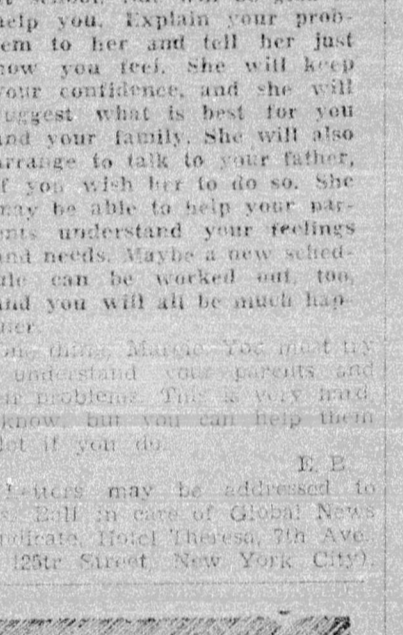 help you. Explain your prob-
em to her and tell her just
how you feel. She will keep
your confidence, and she will
uggest what is best for you
and your family. She will also
arrange to talk to your father,
f you wish her to do so. She
may be able to help your par-
ents understand your feelings
and needs. Maybe a new sched-
ule can be worked out, too,
and you will all be much hap-
pier.
One thing, Margie. You must try
understand your parents and
eir problems. This is very hard,
know, but you can help them
lot if you do.
E. B.
Letters may be addressed to
s. Ball in care of Global News
yndicate, Hotel Theresa, 7th Ave.
125tr Street, New York City).